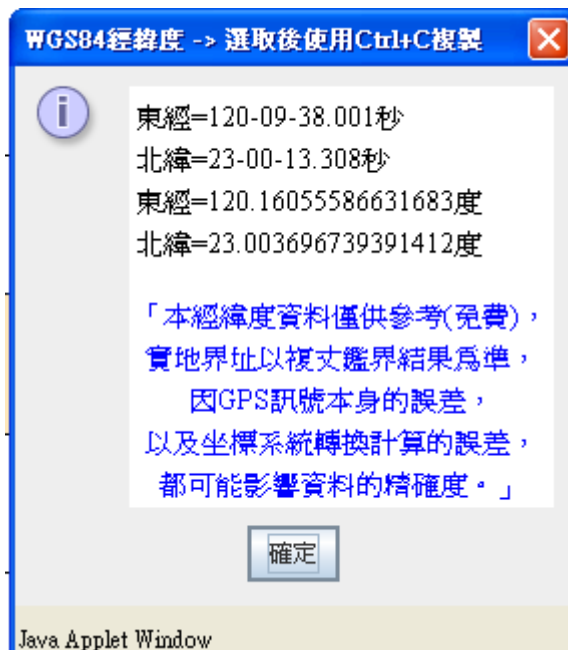 WGS84經緯度 -> 選取後使用Ctrl+C複製
i
東經=120-09-38.001秒
北緯=23-00-13.308秒
東經=120.16055586631683度
北緯=23.003696739391412度
「本經緯度資料僅供參考(免費)，
實地界址以複丈鑑界結果為準，
因GPS訊號本身的誤差，
以及坐標系統轉換計算的誤差，
都可能影響資料的精確度。」
確定
Java Applet Window